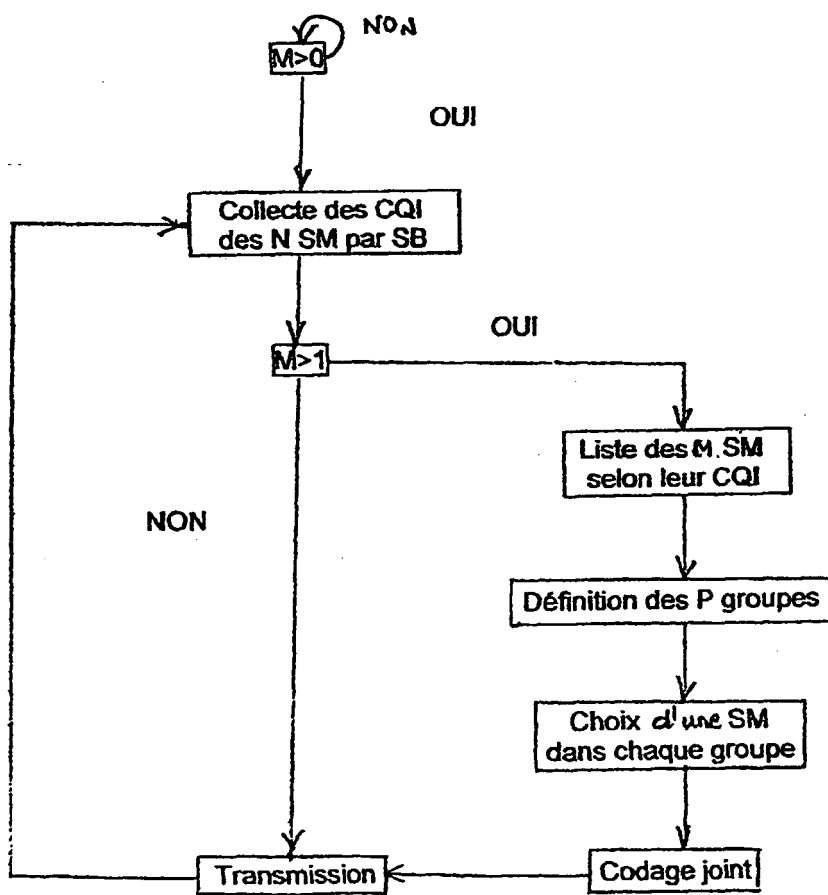 NON
M>0
OUI
Collecte des CQI
des N SM par SB
OUI
M>1
Liste des M. SM
selon leur CQI
NON
Définition des P groupes
Choix d'une SM
dans chaque groupe
Transmission
Codage joint